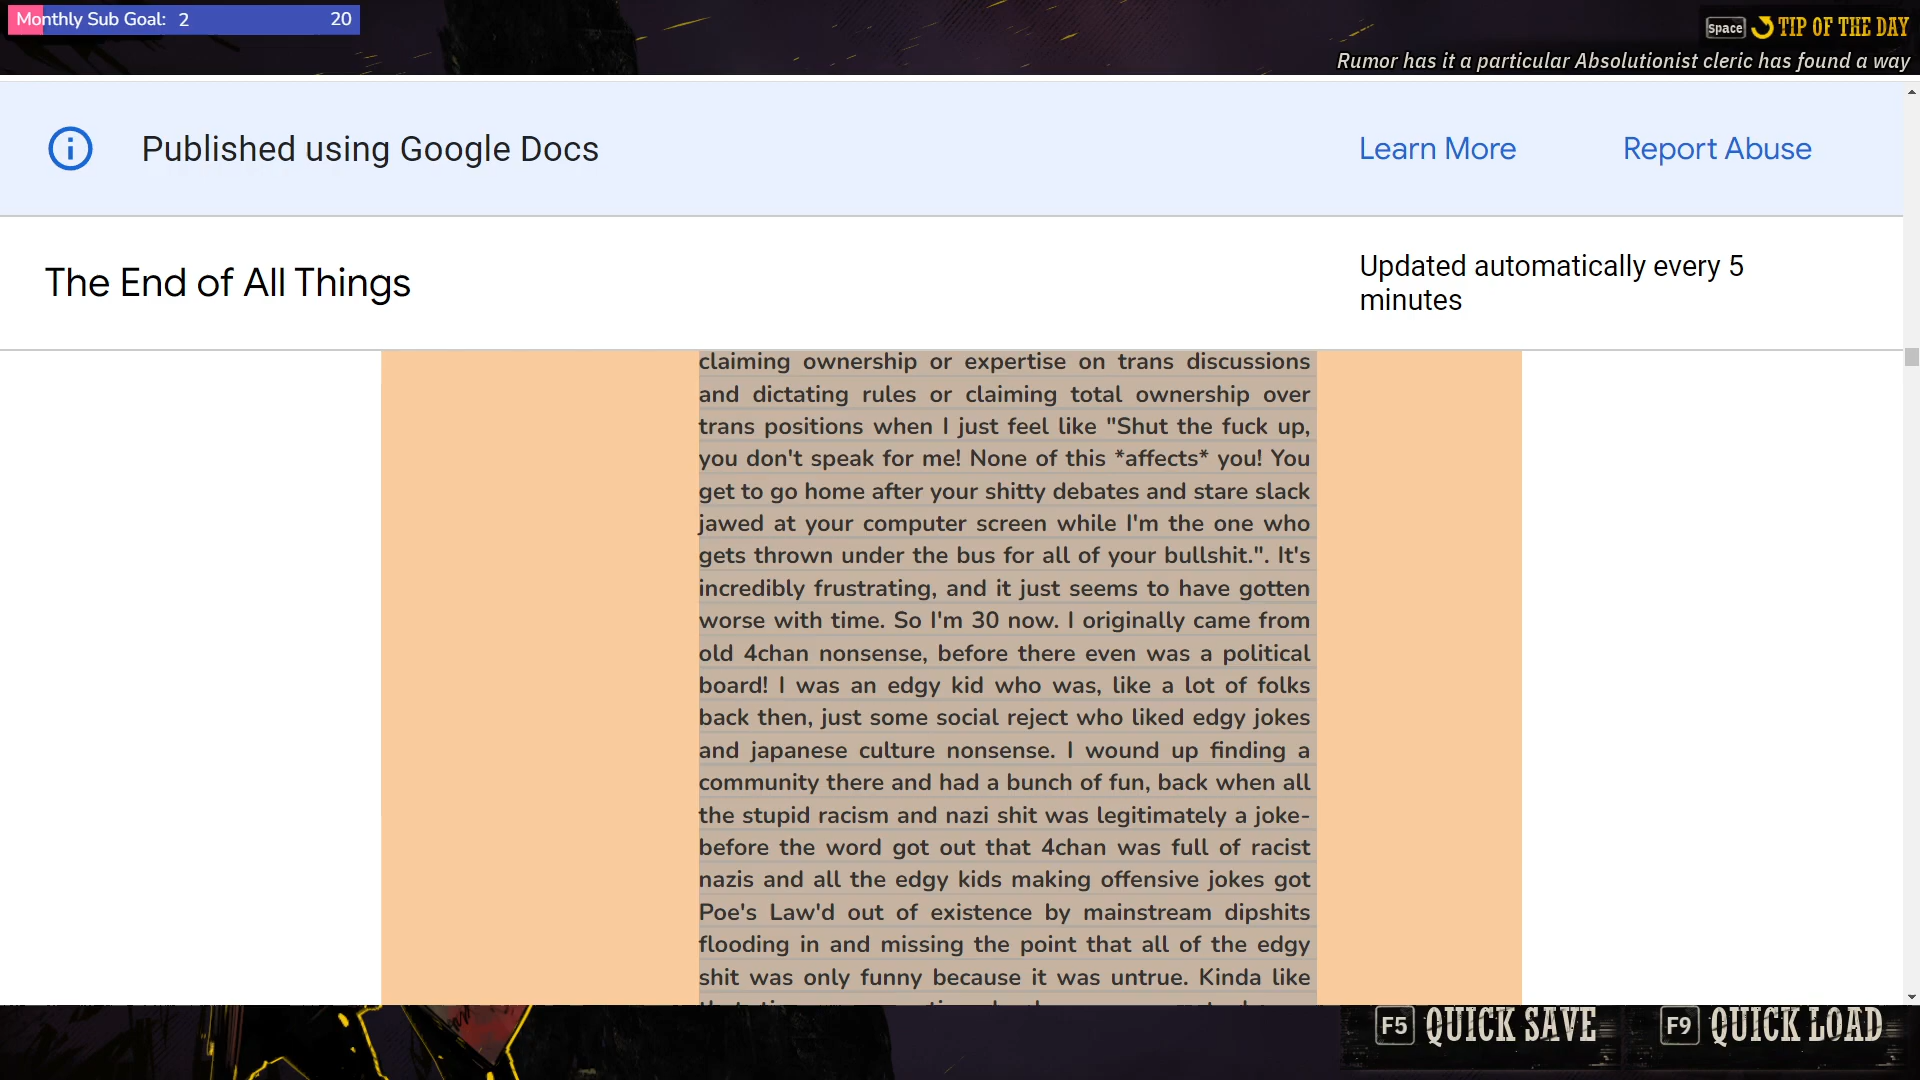 Monthly Sub Goal: 2 20
Space TIP OF THE DAY
Rumor has it a particular Absolutionist cleric has found a way
Published using Google Docs
Learn More
Report Abuse
The End of All Things
Updated automatically every 5
minutes
claiming ownership or expertise on trans discussions
and dictating rules or claiming total ownership over
trans positions when I just feel like "Shut the fuck up,
you don't speak for me! None of this *affects* you! You
get to go home after your shitty debates and stare slack
jawed at your computer screen while I'm the one who
gets thrown under the bus for all of your bullshit.". It's
incredibly frustrating, and it just seems to have gotten
worse with time. So I'm 30 now. I originally came from
old 4chan nonsense, before there even was a political
board! I was an edgy kid who was, like a lot of folks
back then, just some social reject who liked edgy jokes
and japanese culture nonsense. I wound up finding a
community there and had a bunch of fun, back when all
the stupid racism and nazi shit was legitimately a joke-
before the word got out that 4chan was full of racist
nazis and all the edgy kids making offensive jokes got
Poe's Law'd out of existence by mainstream dipshits
flooding in and missing the point that all of the edgy
shit was only funny because it was untrue. Kinda like
F5 QUICK SAVE
F9 QUICK LOAD